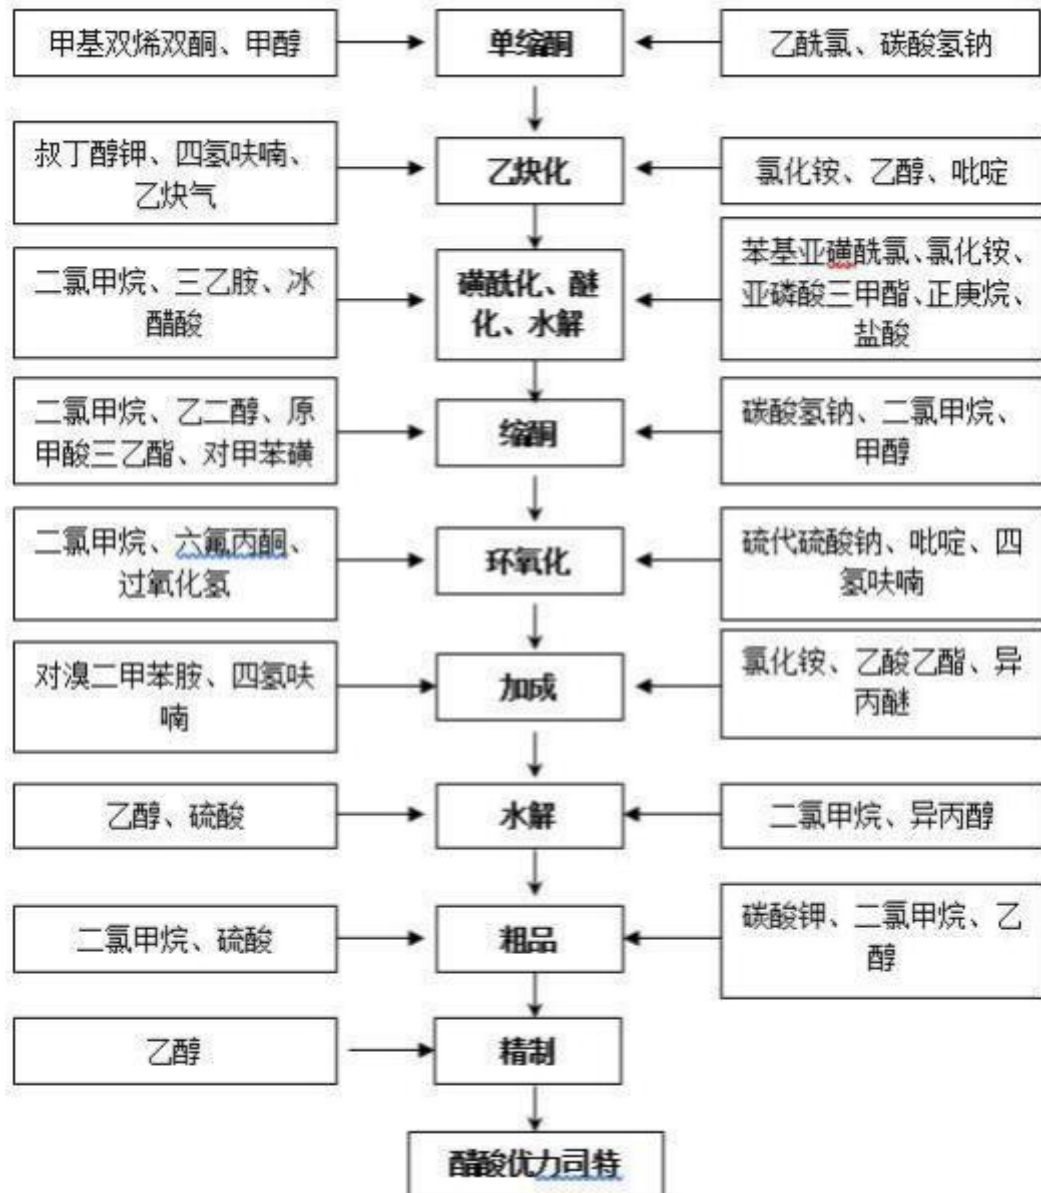 甲基双烯双酮、甲醇
单缩酮
乙酰氯、碳酸氢钠
叔丁醇钾、四氢呋喃、
乙炔气
乙炔化
氯化铵、乙醇、吡啶
二氯甲烷、三乙胺、冰
醋酸
磺酰化、醚
化、水解
苯基亚磺酰氯、氯化铵、
亚磷酸三甲酯、正庚烷、
盐酸
二氯甲烷、乙二醇、原
甲酸三乙酯、对甲苯磺
缩酮
碳酸氢钠、二氯甲烷、
甲醇
二氯甲烷、六氟丙酮、
过氧化氢
环氧化
硫代硫酸钠、吡啶、四
氢呋喃
对溴二甲苯胺、四氢呋
喃
加成
氯化铵、乙酸乙酯、异
丙醚
乙醇、硫酸
水解
二氯甲烷、异丙醇
二氯甲烷、硫酸
粗品
碳酸钾、二氯甲烷、乙
醇
乙醇
精制
醋酸优力司特